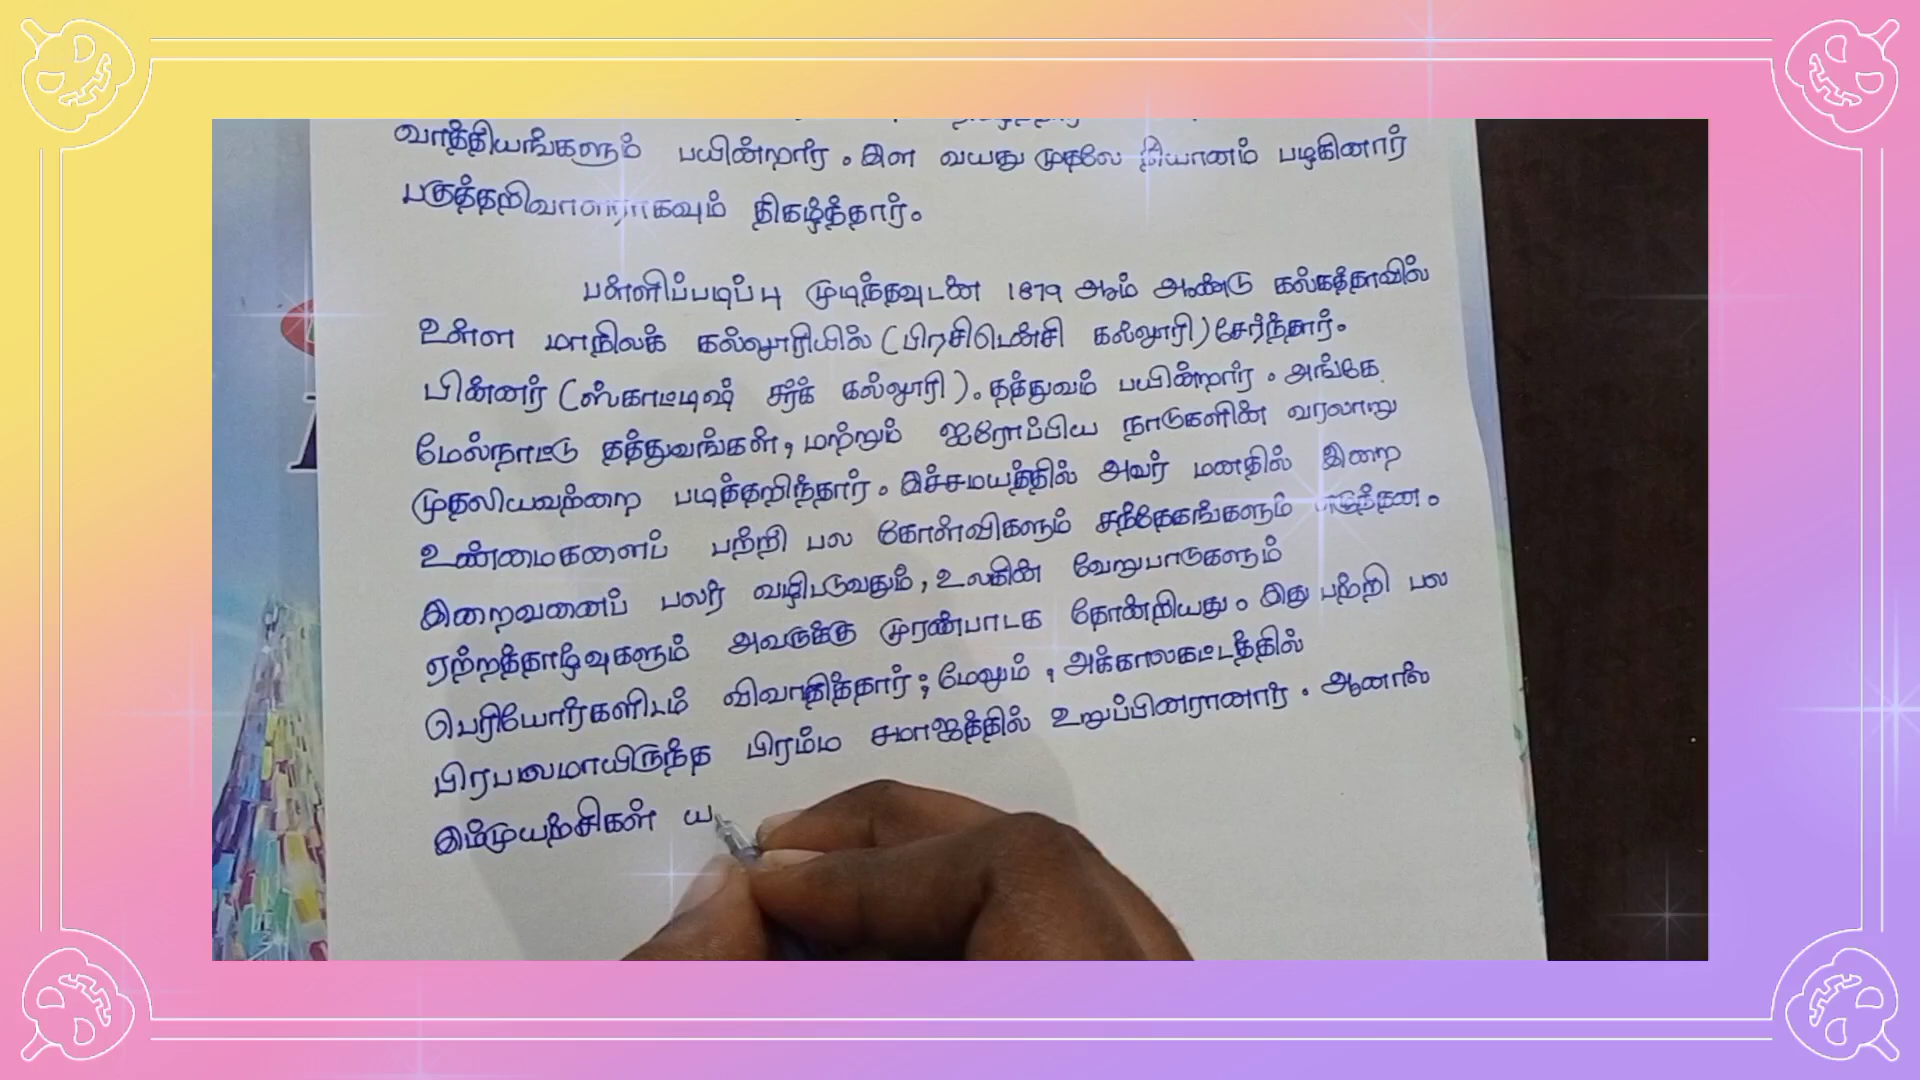 வாத்தியங்களும் பயின்றார். இள வயது முதலே தியானம் பழகினார்
பகுத்தறிவாளராகவும் திகழ்ந்தார்.
பள்ளிப்படிப்பு முடிந்தவுடன் 1879 ஆம் ஆண்டு கல்கத்தாவில்
உள்ள மாநிலக் கல்லூரியில் (பிரசிடென்சி கல்லூரி) சேர்ந்தார்.
பின்னர் (ஸ்காட்டிஷ் சர்ச் கல்லூரி). தத்துவம் பயின்றார். அங்கே
மேல்நாட்டு தத்துவங்கள், மற்றும் ஐரோப்பிய நாடுகளின் வரலாறு
முதலியவற்றை படித்தறிந்தார். இச்சமயத்தில் அவர் மனதில் இறை
உண்மைகளைப் பற்றி பல கேள்விகளும் சந்தேகங்களும் எழுந்தன.
இறைவனைப் பலர் வழிபடுவதும், உலகின் வேறுபாடுகளும்
ஏற்றத்தாழ்வுகளும் அவருக்கு முரண்பாடாக தோன்றியது. இது பற்றி பல
பெரியோர்களிடம் விவாதித்தார்; மேலும், அக்காலகட்டத்தில்
பிரபலமாயிருந்த பிரம்ம சமாஜத்தில் உறுப்பினரானார். ஆனால்
இம்முயற்சிகள் ய